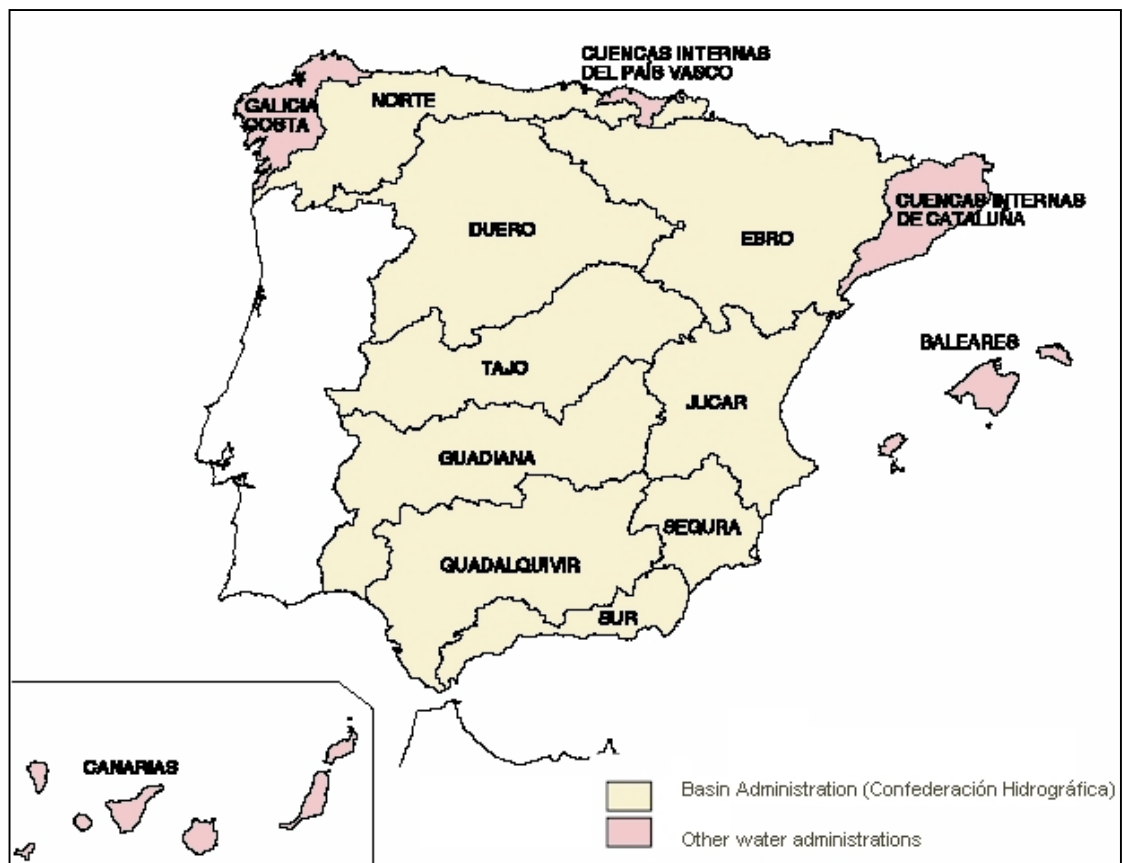 CUENCAS INTERNAS
DEL PAÍS VASCO
NORTE
GALICIA
COSTA
CUENCAS INTERNAS
DE CATALUÑA
DUERO
EBRO
BALEARES
TAJO
JUCAR
GUADIANA
SEGURA
GUADALQUIVIR
SUR
CANARIAS
Basin Administration (Confederación Hidrográfica)
Other water administrations